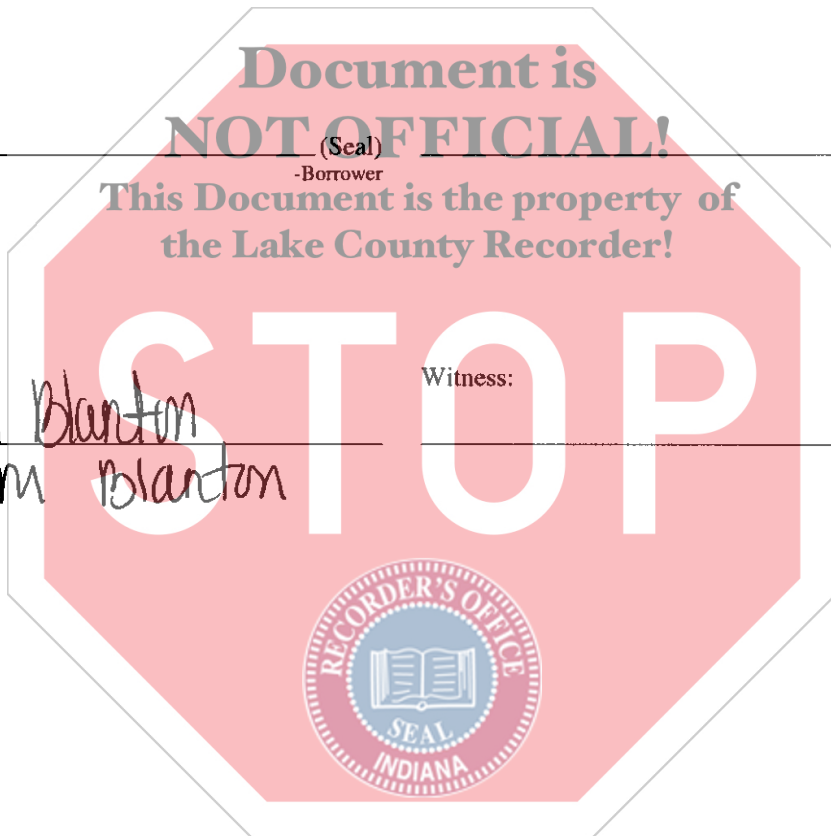 Document is
NOT OFFICIAL!
(Seal)
-Borrower
This Document is the property of
the Lake County Recorder!
STOP
Witness:
Blanton
Blanton
RECORDER'S OFFICE
SEAL
INDIANA